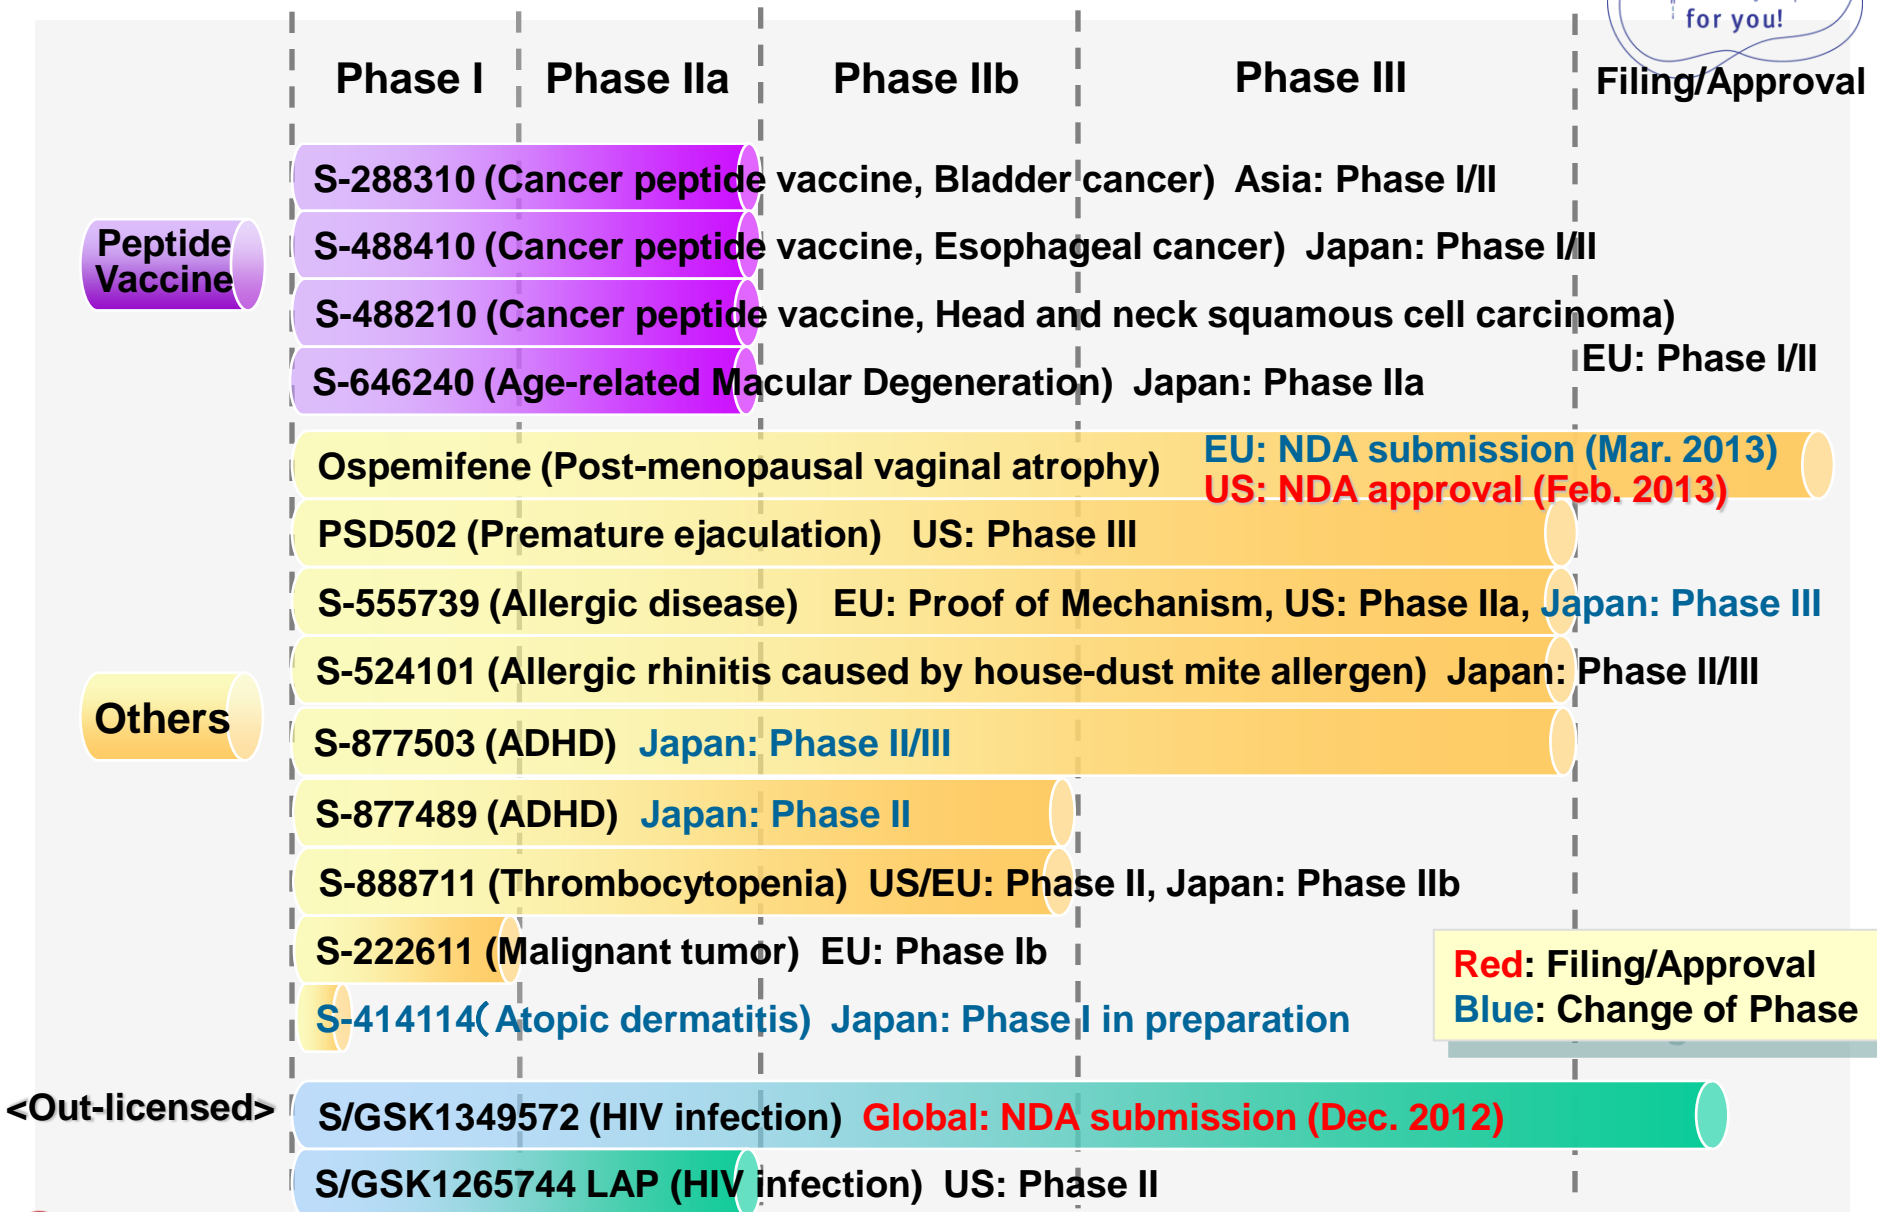 for you!
Phase I Phase IIa Phase IIb Phase III Filing/Approval
S-288310 (Cancer peptide vaccine, Bladder cancer) Asia: Phase I/II
Peptide
Vaccine
S-488410 (Cancer peptide vaccine, Esophageal cancer) Japan: Phase I/II
S-488210 (Cancer peptide vaccine, Head and neck squamous cell carcinoma)
EU: Phase I/II
S-646240 (Age-related Macular Degeneration) Japan: Phase IIa
Ospemifene (Post-menopausal vaginal atrophy) EU: NDA submission (Mar. 2013)
US: NDA approval (Feb. 2013)
PSD502 (Premature ejaculation) US: Phase III
S-555739 (Allergic disease) EU: Proof of Mechanism, US: Phase IIa, Japan: Phase III
S-524101 (Allergic rhinitis caused by house-dust mite allergen) Japan: Phase II/III
Others
S-877503 (ADHD) Japan: Phase II/III
S-877489 (ADHD) Japan: Phase II
S-888711 (Thrombocytopenia) US/EU: Phase II, Japan: Phase IIb
S-222611 (Malignant tumor) EU: Phase Ib
S-414114(Atopic dermatitis) Japan: Phase I in preparation
Red: Filing/Approval
Blue: Change of Phase
<Out-licensed>
S/GSK1349572 (HIV infection) Global: NDA submission (Dec. 2012)
S/GSK1265744 LAP (HIV infection) US: Phase II